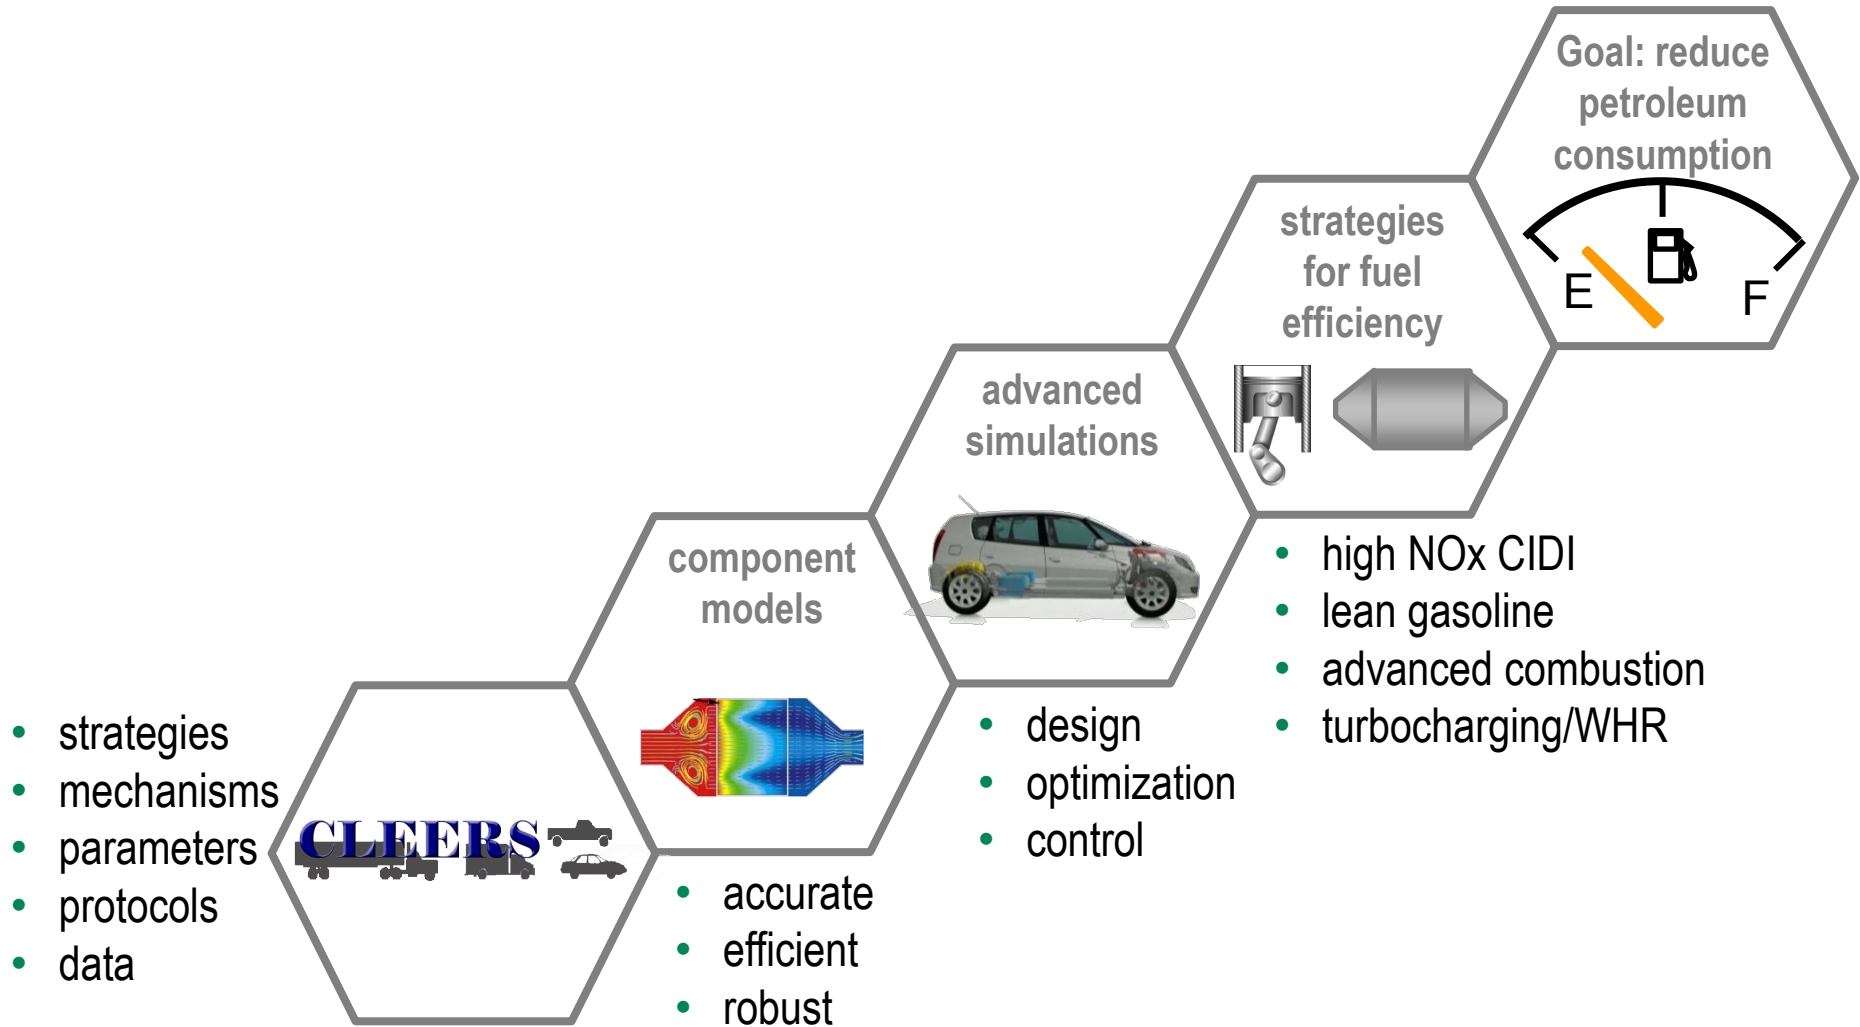 Goal: reduce
petroleum
consumption
E
F
strategies
for fuel
efficiency
• high NOx CIDI
• lean gasoline
• advanced combustion
• turbocharging/WHR
advanced
simulations
• design
• optimization
• control
component
models
• accurate
• efficient
• robust
CLEERS
• strategies
• mechanisms
• parameters
• protocols
• data